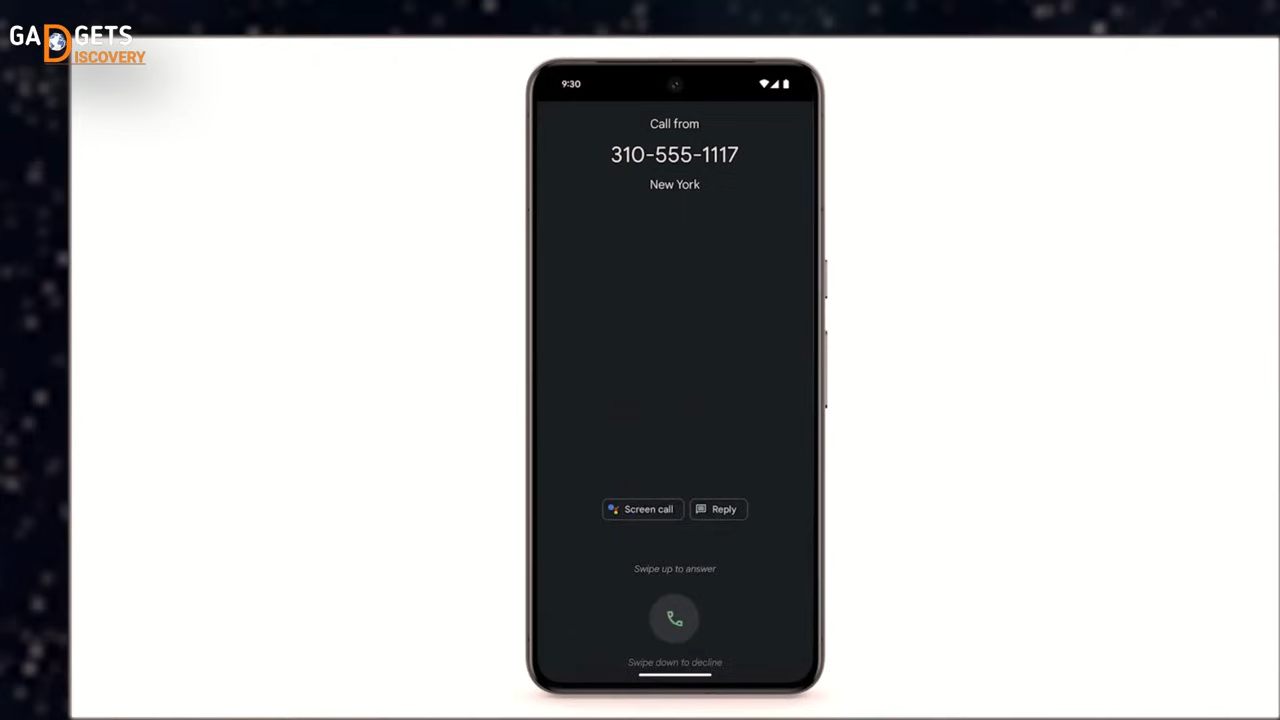 GADGETS
DISCOVERY
9:30
Call from
310-555-1117
New York
Screen call
Reply
Swipe up to answer
Swipe down to decline